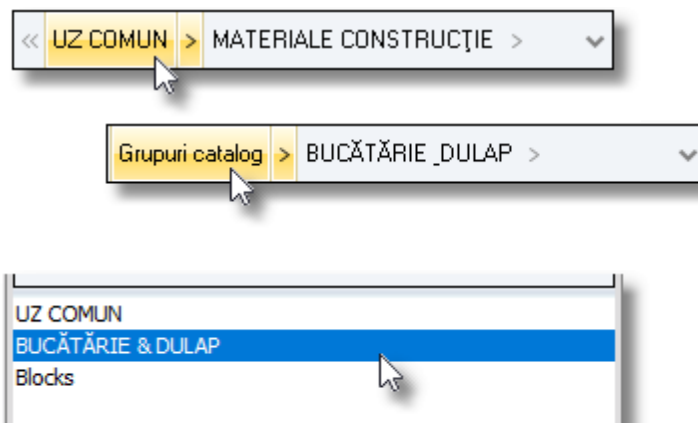 « UZ COMUN > MATERIALE CONSTRUCŢIE >
Grupuri catalog > BUCĂTĂRIE _DULAP >
UZ COMUN
BUCĂTĂRIE & DULAP
Blocks